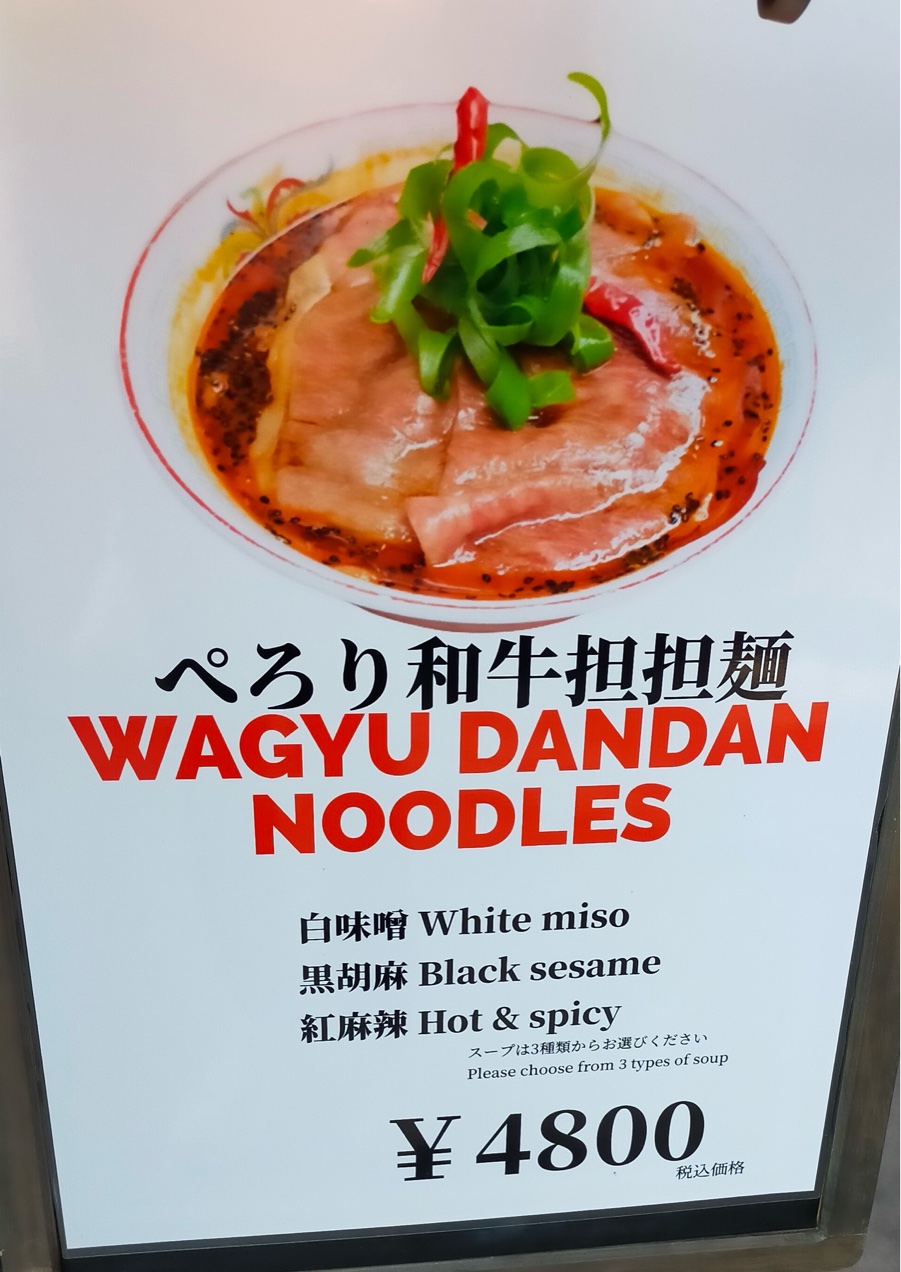 ぺろり和牛担担麺
WAGYU DANDAN
NOODLES
白味噌 White miso
黒胡麻 Black sesame
紅麻辣 Hot & spicy
スープは3種類からお選びください
Please choose from 3 types of soup
¥4800
税込価格